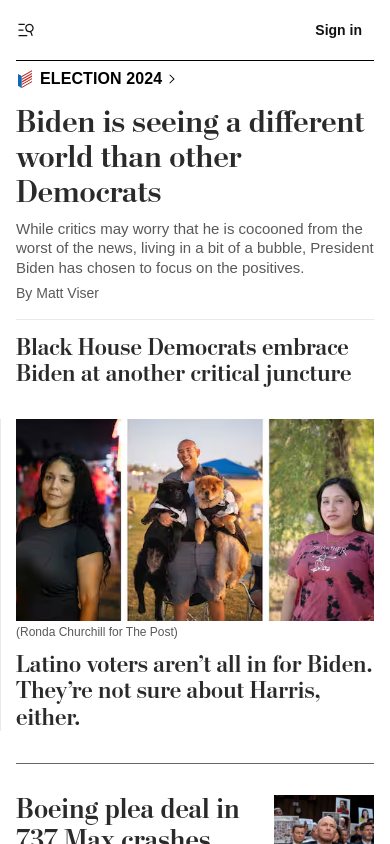 Sign in
ELECTION 2024
Biden is seeing a different
world than other
Democrats
While critics may worry that he is cocooned from the
worst of the news, living in a bit of a bubble, President
Biden has chosen to focus on the positives.
By Matt Viser
Black House Democrats embrace
Biden at another critical juncture
(Ronda Churchill for The Post)
Latino voters aren’t all in for Biden.
They’re not sure about Harris,
either.
Boeing plea deal in
737 Max crashes